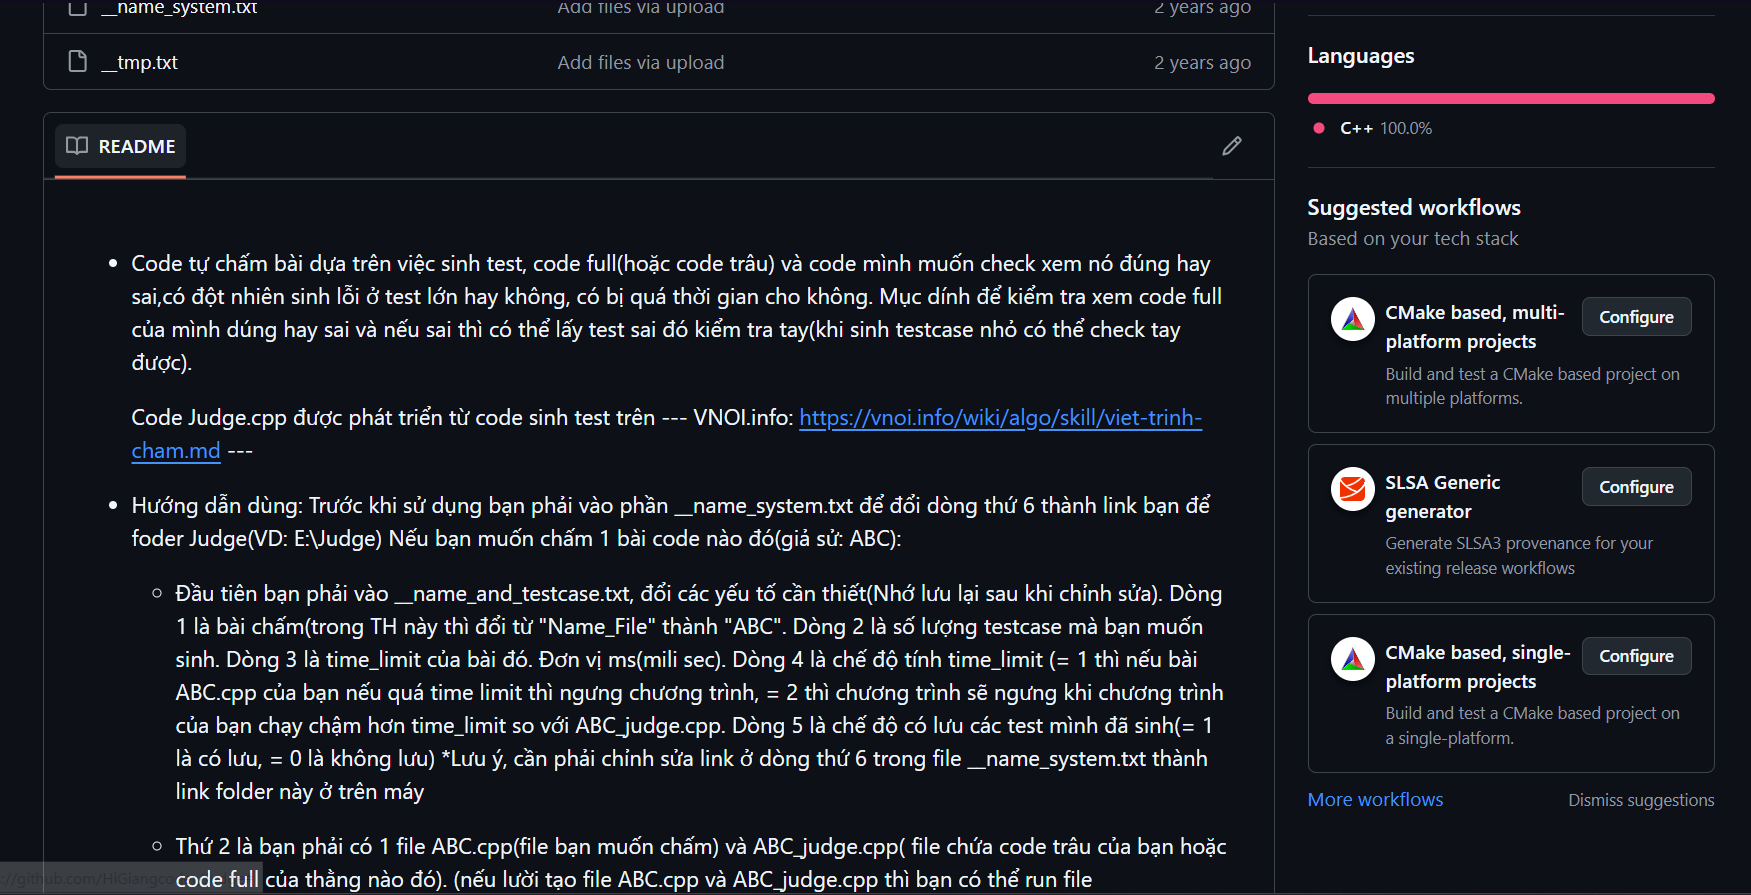 __name_system.txt Add files via upload 2 years ago
__tmp.txt Add files via upload 2 years ago
README
Code tự chấm bài dựa trên việc sinh test, code full(hoặc code trâu) và code mình muốn check xem nó đúng hay
sai,có đột nhiên sinh lỗi ở test lớn hay không, có bị quá thời gian cho không. Mục dính để kiểm tra xem code full
của mình dúng hay sai và nếu sai thì có thể lấy test sai đó kiểm tra tay(khi sinh testcase nhỏ có thể check tay
được).
Code Judge.cpp được phát triển từ code sinh test trên --- VNOI.info: https://vnoi.info/wiki/algo/skill/viet-trinh-
cham.md ---
Hướng dẫn dùng: Trước khi sử dụng bạn phải vào phần __name_system.txt để đổi dòng thứ 6 thành link bạn để
foder Judge(VD: E:\Judge) Nếu bạn muốn chấm 1 bài code nào đó(giả sử: ABC):
Đầu tiên bạn phải vào __name_and_testcase.txt, đổi các yếu tố cần thiết(Nhớ lưu lại sau khi chỉnh sửa). Dòng
1 là bài chấm(trong TH này thì đổi từ "Name_File" thành "ABC". Dòng 2 là số lượng testcase mà bạn muốn
sinh. Dòng 3 là time_limit của bài đó. Đơn vị ms(mili sec). Dòng 4 là chế độ tính time_limit (= 1 thì nếu bài
ABC.cpp của bạn nếu quá time limit thì ngưng chương trình, = 2 thì chương trình sẽ ngưng khi chương trình
của bạn chạy chậm hơn time_limit so với ABC_judge.cpp. Dòng 5 là chế độ có lưu các test mình đã sinh(= 1
là có lưu, = 0 là không lưu) *Lưu ý, cần phải chỉnh sửa link ở dòng thứ 6 trong file __name_system.txt thành
link folder này ở trên máy
Thứ 2 là bạn phải có 1 file ABC.cpp(file bạn muốn chấm) và ABC_judge.cpp( file chứa code trâu của bạn hoặc
code full của thằng nào đó). (nếu lười tạo file ABC.cpp và ABC_judge.cpp thì bạn có thể run file
Languages
C++ 100.0%
Suggested workflows
Based on your tech stack
CMake based, multi-
platform projects
Configure
Build and test a CMake based project on
multiple platforms.
SLSA Generic
generator
Configure
Generate SLSA3 provenance for your
existing release workflows
CMake based, single-
platform projects
Configure
Build and test a CMake based project on
a single-platform.
More workflows Dismiss suggestions